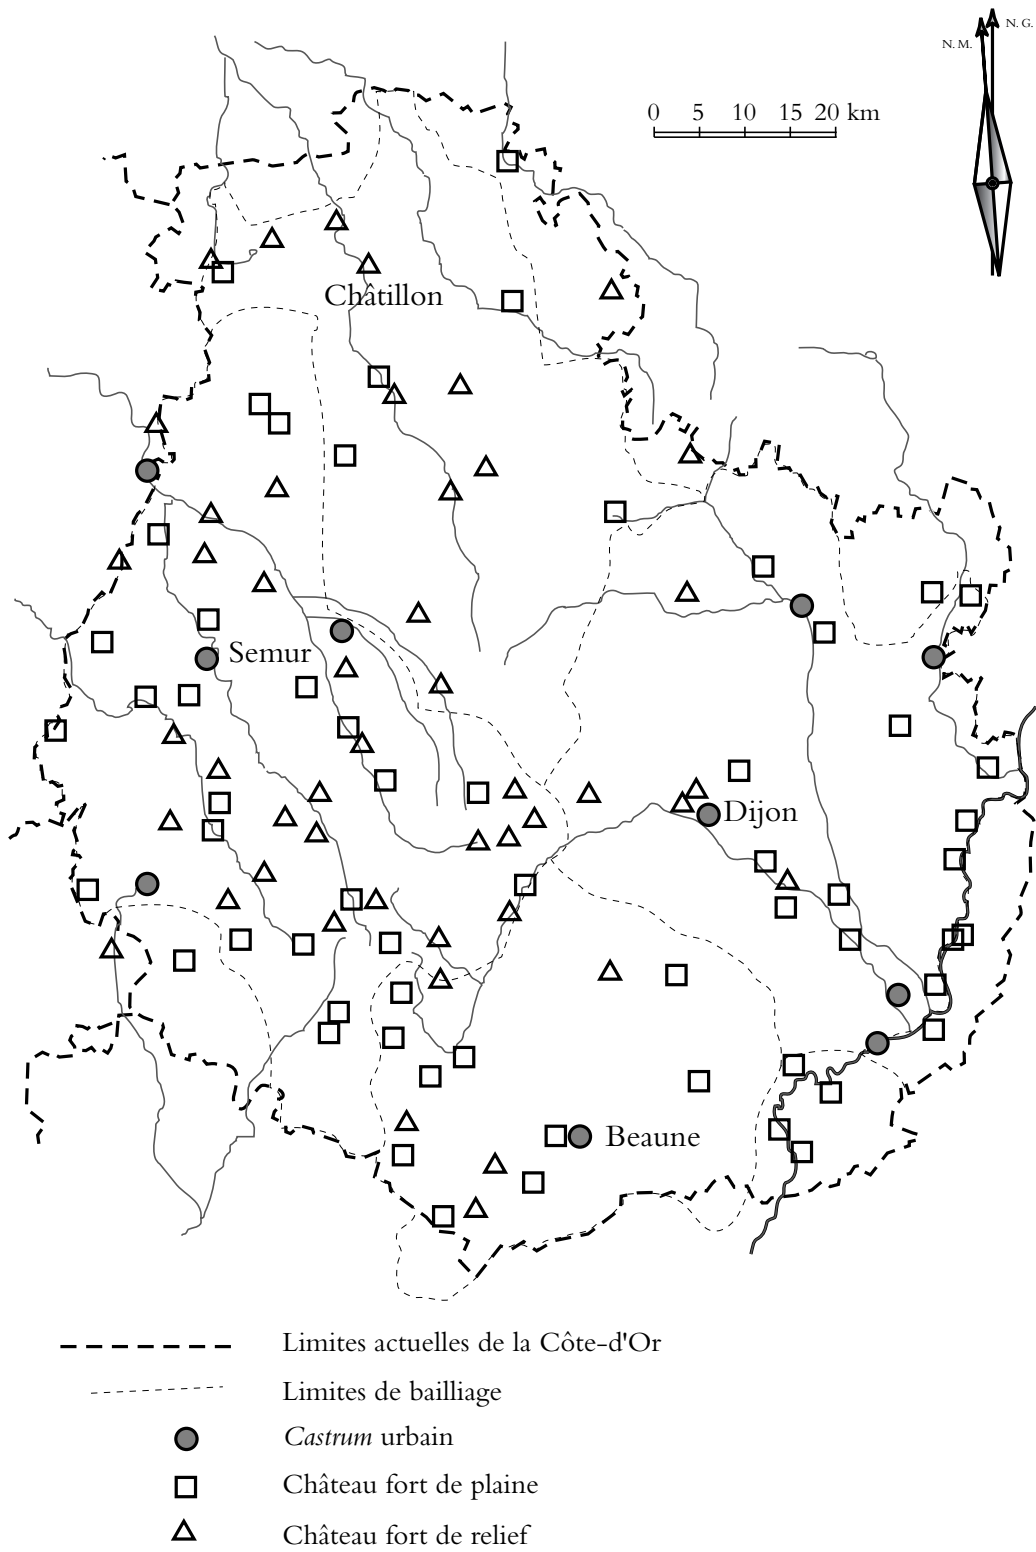 N. G.
N. M.
0 5 10 15 20 km
Châtillon
Semur
Dijon
Beaune
Limites actuelles de la Côte-d'Or
Limites de bailliage
Castrum urbain
Château fort de plaine
Château fort de relief